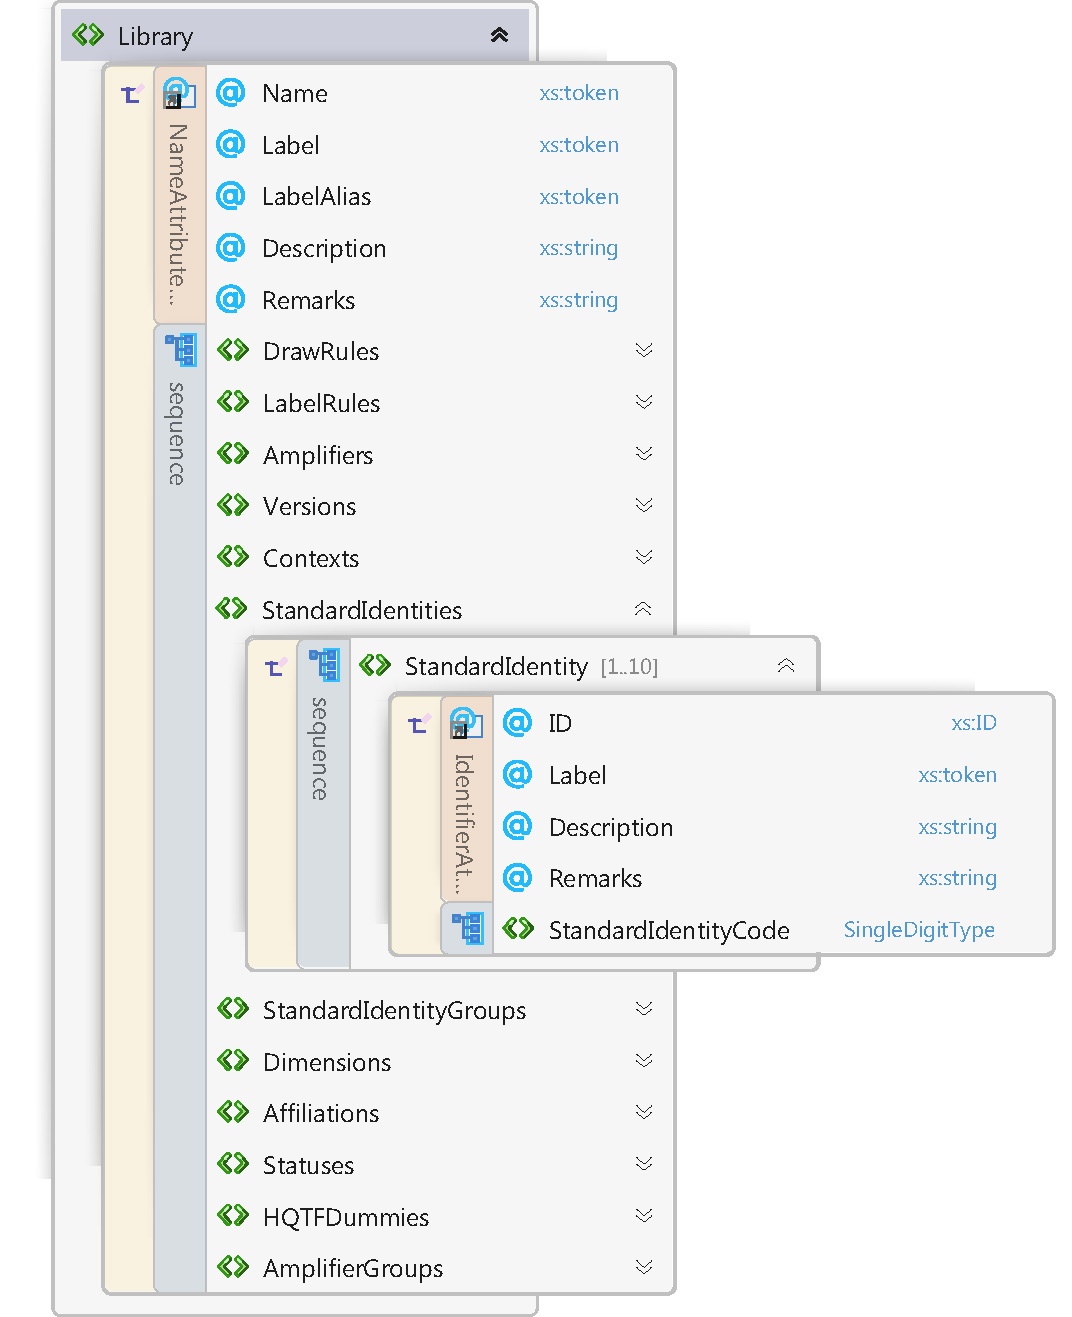 Library
NameAttribute...
Name xs:token
Label xs:token
LabelAlias xs:token
Description xs:string
Remarks xs:string
sequence
DrawRules
LabelRules
Amplifiers
Versions
Contexts
StandardIdentities
sequence
StandardIdentity [1..10]
IdentifierAt...
ID xs:ID
Label xs:token
Description xs:string
Remarks xs:string
StandardIdentityCode SingleDigitType
StandardIdentityGroups
Dimensions
Affiliations
Statuses
HQTFDummies
AmplifierGroups